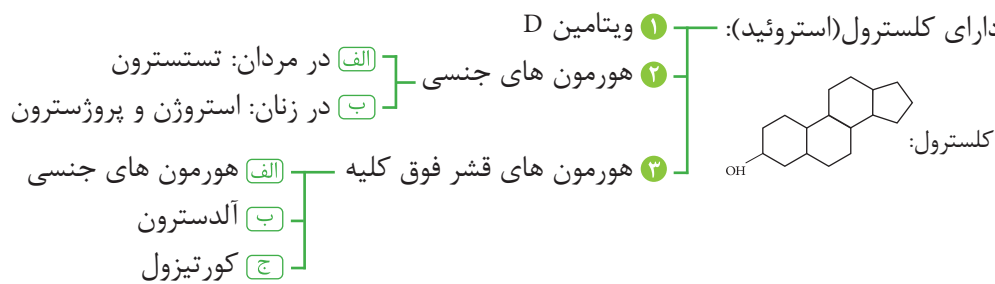 دارای کلسترول(استروئید):
۱ ویتامین D
۲ هورمون های جنسی
الف در مردان: تستسترون
ب در زنان: استروژن و پروژسترون
۳ هورمون های قشر فوق کلیه
الف هورمون های جنسی
ب آلدسترون
ج کورتیزول
کلسترول:
OH